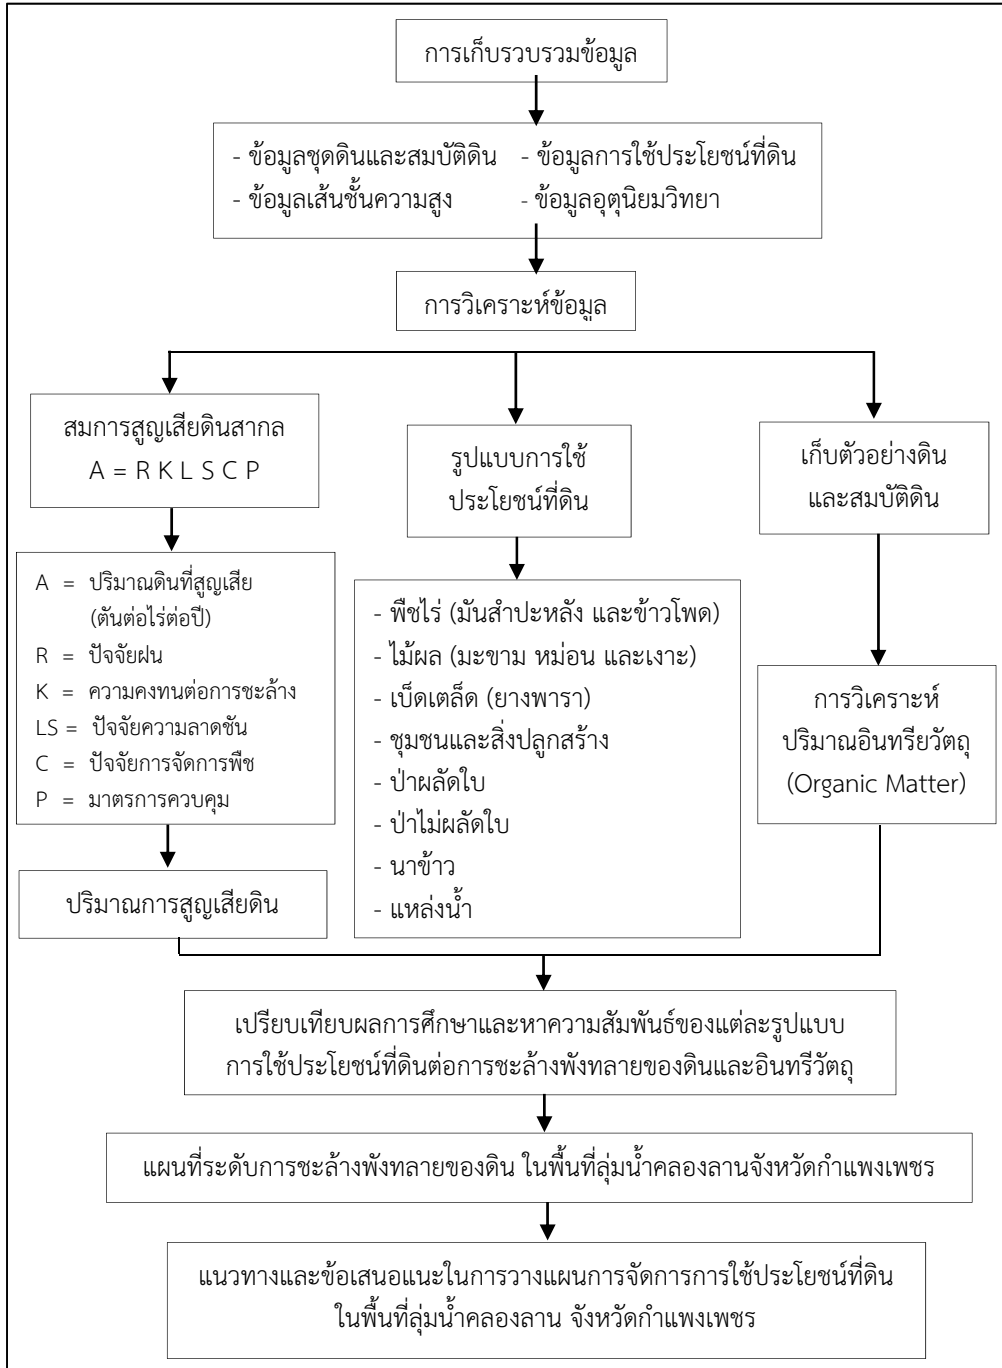 การเก็บรวบรวมข้อมูล
- ข้อมูลชุดดินและสมบัติดิน - ข้อมูลการใช้ประโยชน์ที่ดิน
- ข้อมูลเส้นชั้นความสูง - ข้อมูลอุตุนิยมวิทยา
การวิเคราะห์ข้อมูล
สมการสูญเสียดินสากล
A = R K L S C P
A = ปริมาณดินที่สูญเสีย
(ตันต่อไร่ต่อปี)
R = ปัจจัยฝน
K = ความคงทนต่อการชะล้าง
LS = ปัจจัยความลาดชัน
C = ปัจจัยการจัดการพืช
P = มาตรการควบคุม
ปริมาณการสูญเสียดิน
รูปแบบการใช้
ประโยชน์ที่ดิน
- พืชไร่ (มันสำปะหลัง และข้าวโพด)
- ไม้ผล (มะขาม หม่อน และเงาะ)
- เบ็ดเตล็ด (ยางพารา)
- ชุมชนและสิ่งปลูกสร้าง
- ป่าผลัดใบ
- ป่าไม่ผลัดใบ
- นาข้าว
- แหล่งน้ำ
เก็บตัวอย่างดิน
และสมบัติดิน
การวิเคราะห์
ปริมาณอินทรียวัตถุ
(Organic Matter)
เปรียบเทียบผลการศึกษาและหาความสัมพันธ์ของแต่ละรูปแบบ
การใช้ประโยชน์ที่ดินต่อการชะล้างพังทลายของดินและอินทรีวัตถุ
แผนที่ระดับการชะล้างพังทลายของดิน ในพื้นที่ลุ่มน้ำคลองลานจังหวัดกำแพงเพชร
แนวทางและข้อเสนอแนะในการวางแผนการจัดการการใช้ประโยชน์ที่ดิน
ในพื้นที่ลุ่มน้ำคลองลาน จังหวัดกำแพงเพชร